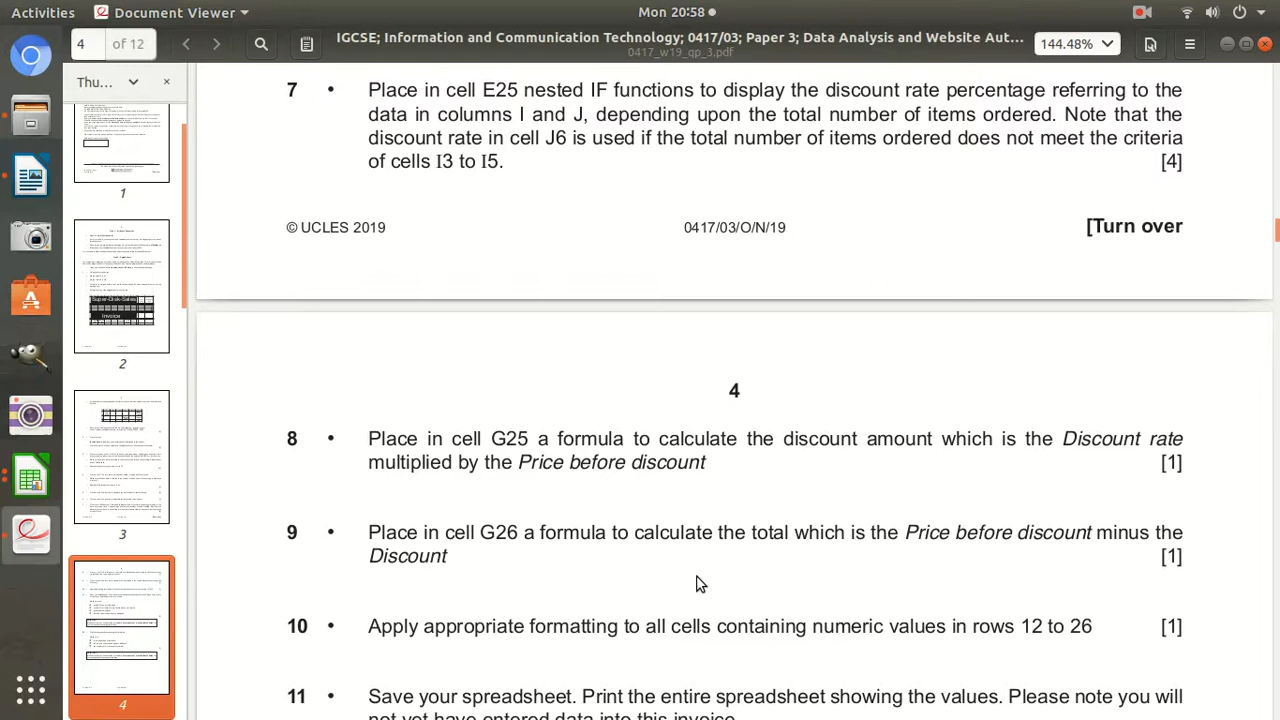 Activities
Document Viewer
Mon 20:58
4
of 12
IGCSE; Information and Communication Technology; 0417/03; Paper 3; Data Analysis and Website Aut...
0417_w19_qp_3.pdf
144.48%
Thu...
1
2
3
4
7 • Place in cell E25 nested IF functions to display the discount rate percentage referring to the
data in columns I and J, depending upon the total number of items ordered. Note that the
discount rate in cell J6 is used if the total number of items ordered does not meet the criteria
of cells I3 to I5. [4]
© UCLES 2019 0417/03/O/N/19 [Turn over
4
8 • Place in cell G25 a formula to calculate the discount amount which is the Discount rate
multiplied by the Price before discount [1]
9 • Place in cell G26 a formula to calculate the total which is the Price before discount minus the
Discount [1]
10 • Apply appropriate formatting to all cells containing numeric values in rows 12 to 26 [1]
11 • Save your spreadsheet. Print the entire spreadsheet showing the values. Please note you will
not yet have entered data into this invoice.